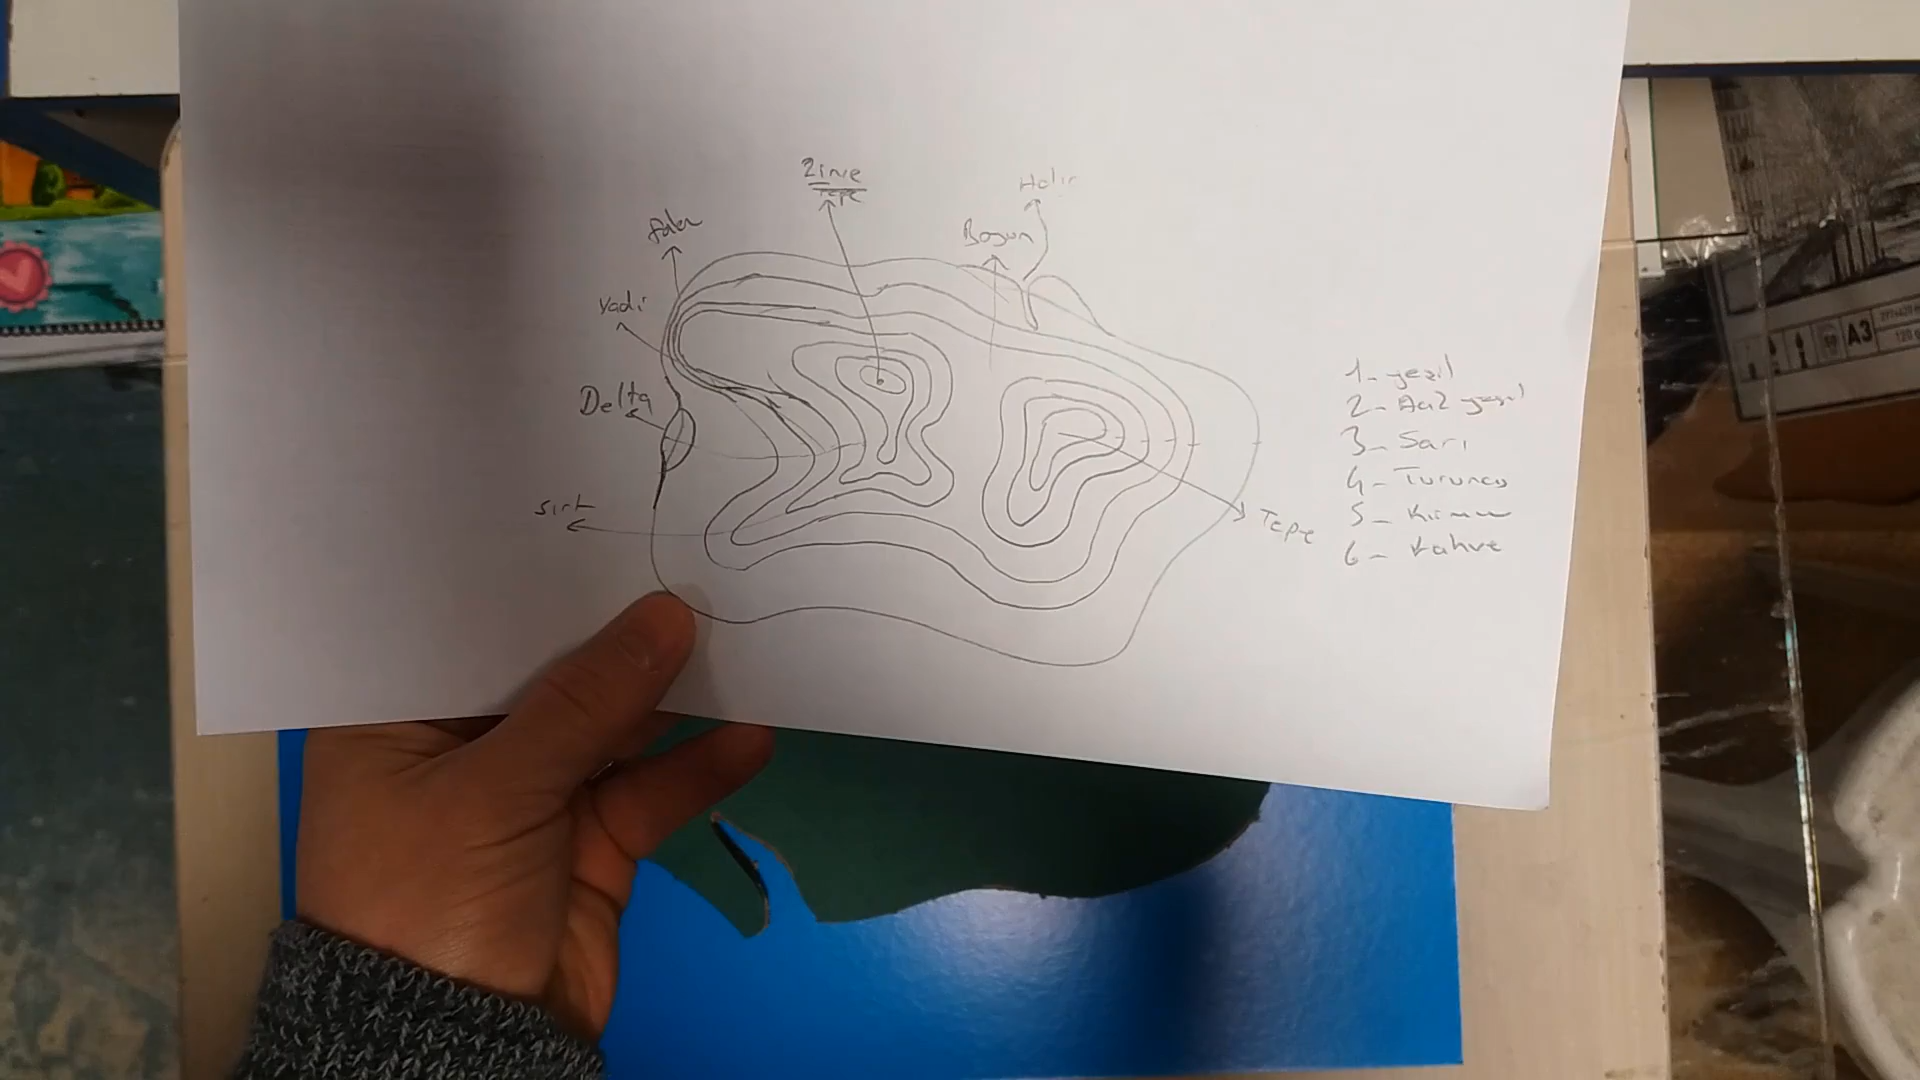 Zirve
Tepe
Haliç
Boyun
falez
Vadi
Delta
Sırt
Tepe
1- yeşil
2- Açık yeşil
3- Sarı
4- Turuncu
5- Kırmızı
6- Kahve
A3